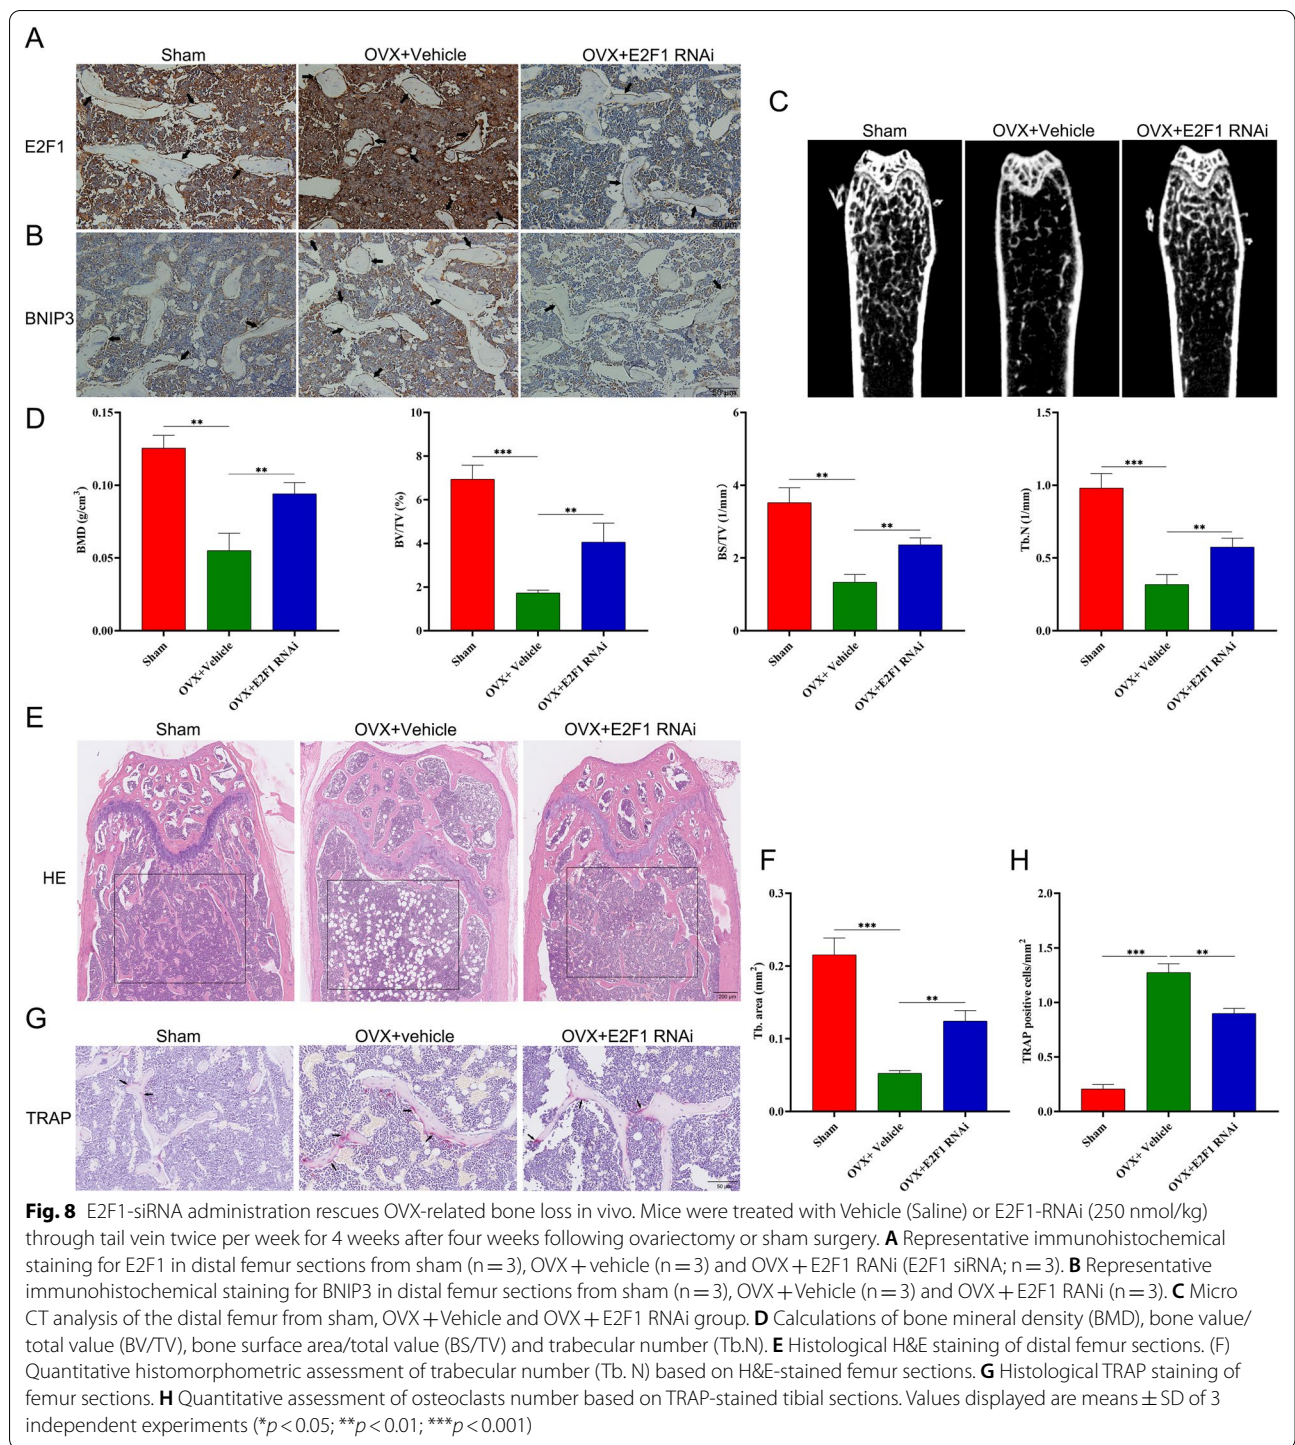 A
Sham
OVX+Vehicle
OVX+E2F1 RNAi
E2F1
50 µm
B
BNIP3
50 µm
C
Sham
OVX+Vehicle
OVX+E2F1 RNAi
D
BMD (g/cm3)
0.15
0.10
0.05
0.00
**
**
Sham
OVX+Vehicle
OVX+E2F1 RNAi
BV/TV (%)
10
8
6
4
2
0
***
**
Sham
OVX+ Vehicle
OVX+E2F1 RNAi
BS/TV (1/mm)
6
4
2
0
**
**
Sham
OVX+ Vehicle
OVX+E2F1 RNAi
Tb.N (1/mm)
1.5
1.0
0.5
0.0
***
**
Sham
OVX+ Vehicle
OVX+E2F1 RNAi
E
Sham
OVX+Vehicle
OVX+E2F1 RNAi
HE
200 µm
F
Tb. area (mm2)
0.3
0.2
0.1
0.0
***
**
Sham
OVX+ Vehicle
OVX+E2F1 RNAi
H
TRAP positive cells/mm2
2.0
1.5
1.0
0.5
0.0
***
**
Sham
OVX+ Vehicle
OVX+E2F1 RNAi
G
Sham
OVX+vehicle
OVX+E2F1 RNAi
TRAP
50 µm
Fig. 8 E2F1-siRNA administration rescues OVX-related bone loss in vivo. Mice were treated with Vehicle (Saline) or E2F1-RNAi (250 nmol/kg)
through tail vein twice per week for 4 weeks after four weeks following ovariectomy or sham surgery. A Representative immunohistochemical
staining for E2F1 in distal femur sections from sham (n = 3), OVX + vehicle (n = 3) and OVX + E2F1 RANi (E2F1 siRNA; n = 3). B Representative
immunohistochemical staining for BNIP3 in distal femur sections from sham (n = 3), OVX + Vehicle (n = 3) and OVX + E2F1 RANi (n = 3). C Micro
CT analysis of the distal femur from sham, OVX + Vehicle and OVX + E2F1 RNAi group. D Calculations of bone mineral density (BMD), bone value/
total value (BV/TV), bone surface area/total value (BS/TV) and trabecular number (Tb.N). E Histological H&E staining of distal femur sections. (F)
Quantitative histomorphometric assessment of trabecular number (Tb. N) based on H&E-stained femur sections. G Histological TRAP staining of
femur sections. H Quantitative assessment of osteoclasts number based on TRAP-stained tibial sections. Values displayed are means ± SD of 3
independent experiments (*p < 0.05; **p < 0.01; ***p < 0.001)